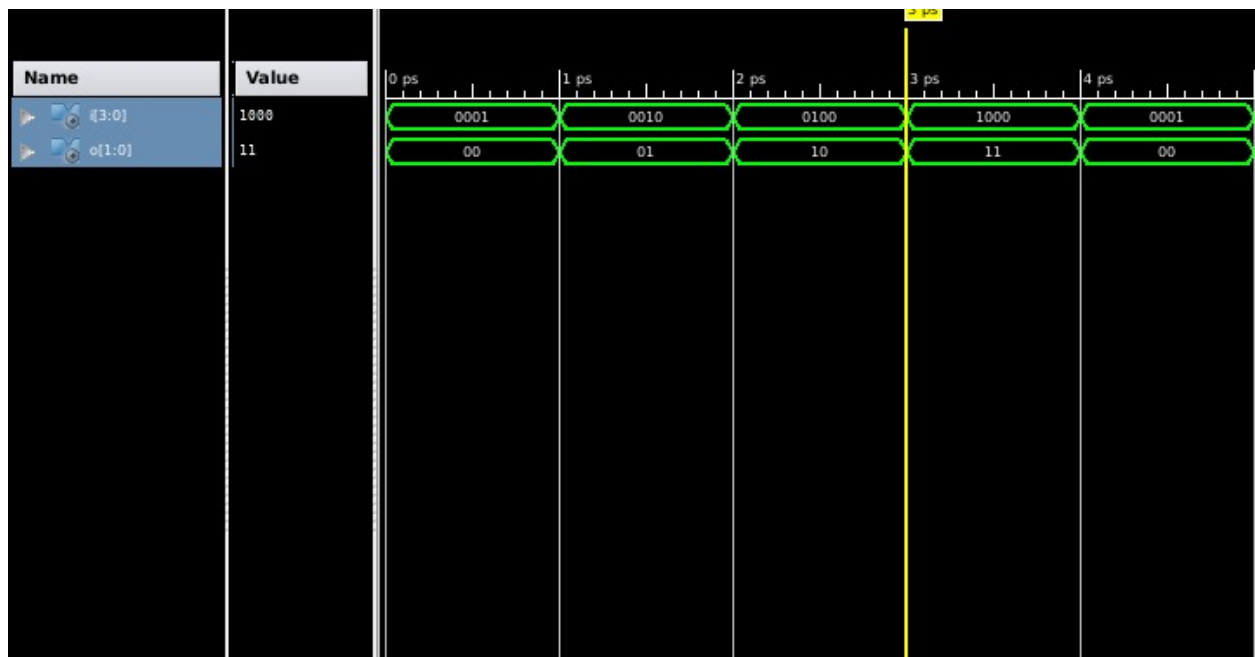 3 ps
Name Value 0 ps 1 ps 2 ps 3 ps 4 ps
i[3:0] 1000 0001 0010 0100 1000 0001
o[1:0] 11 00 01 10 11 00